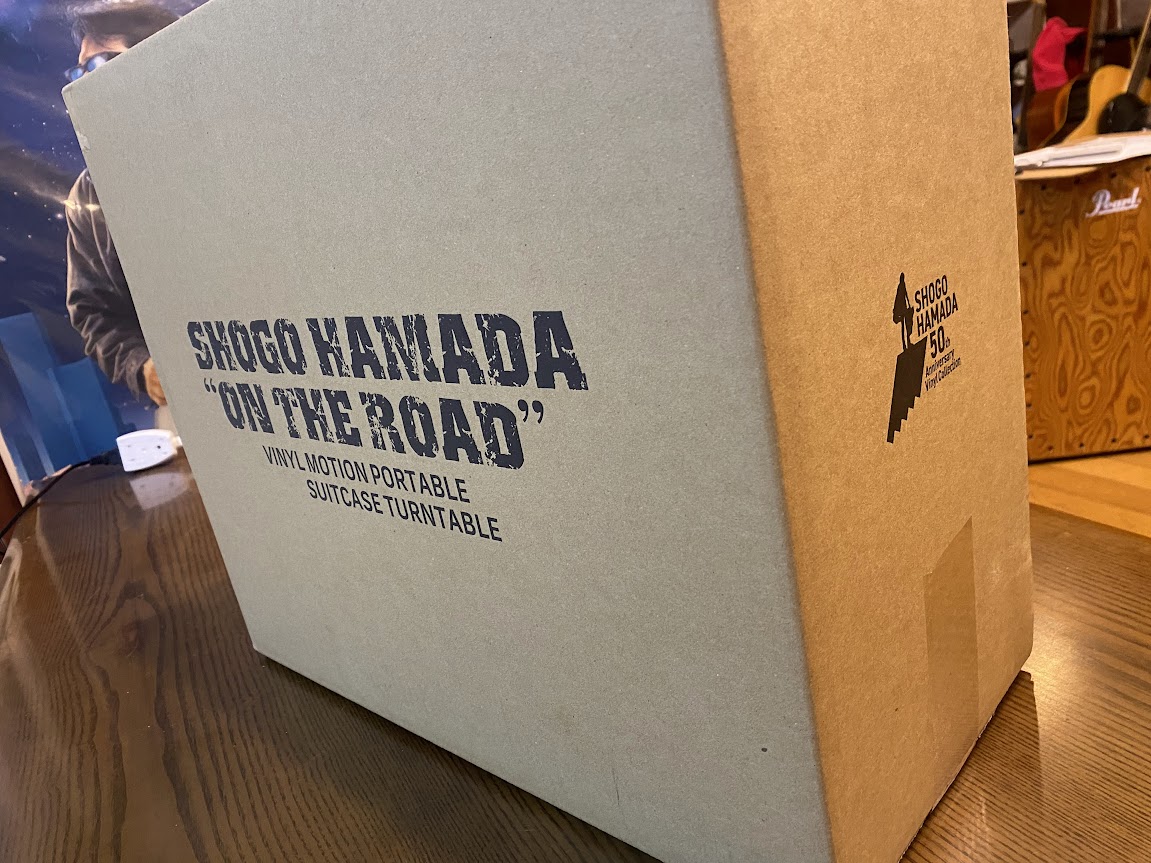 SHOGO HAMADA
“ON THE ROAD”
VINYL MOTION PORTABLE
SUITCASE TURNTABLE
SHOGO
HAMADA
50th
Anniversary
Vinyl Collection
Pearl